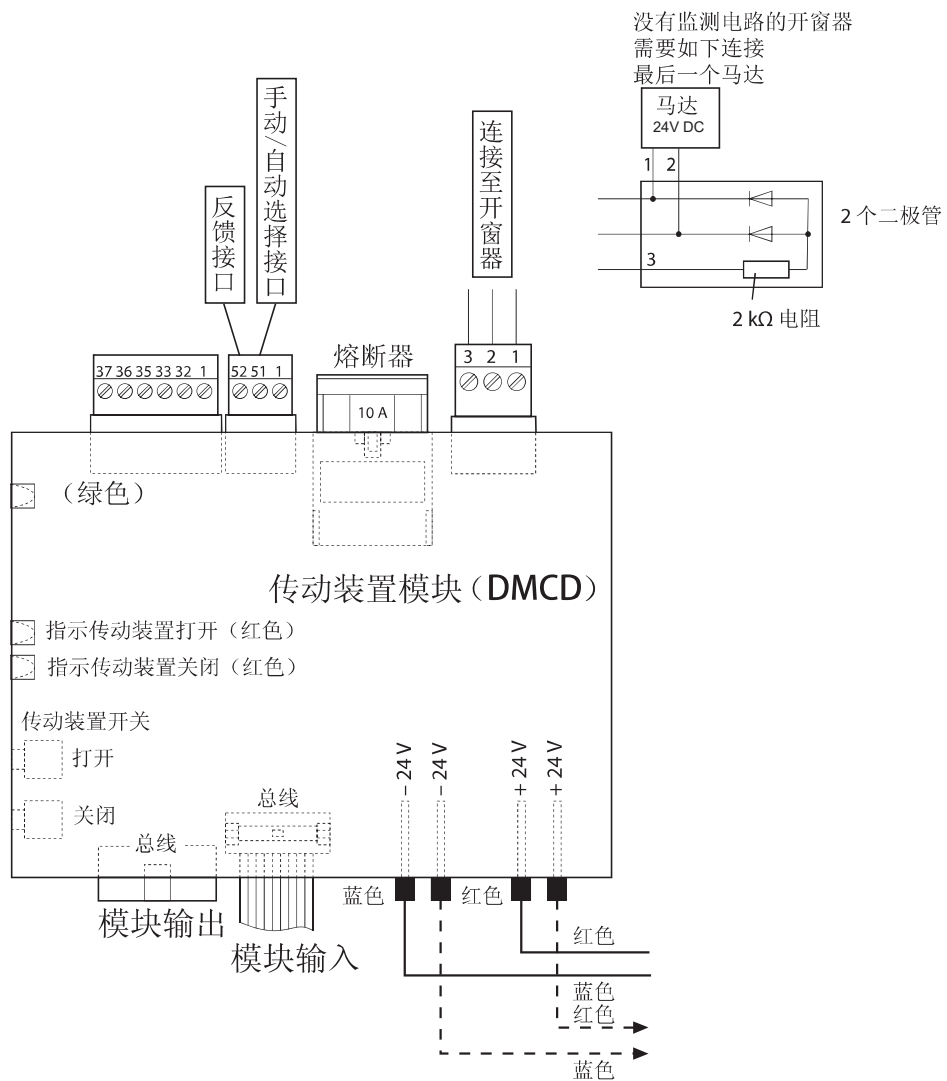 没有监测电路的开窗器
需要如下连接
最后一个马达
马达
24V DC
1 2
3
2 个二极管
2 kΩ 电阻
手动/自动选择接口
反馈接口
连接至开窗器
37 36 35 33 32 1
52 51 1
熔断器
10 A
3 2 1
（绿色）
传动装置模块（DMCD）
指示传动装置打开（红色）
指示传动装置关闭（红色）
传动装置开关
打开
关闭
总线
总线
− 24 V
− 24 V
+ 24 V
+ 24 V
模块输出
模块输入
蓝色
红色
红色
蓝色
红色
蓝色